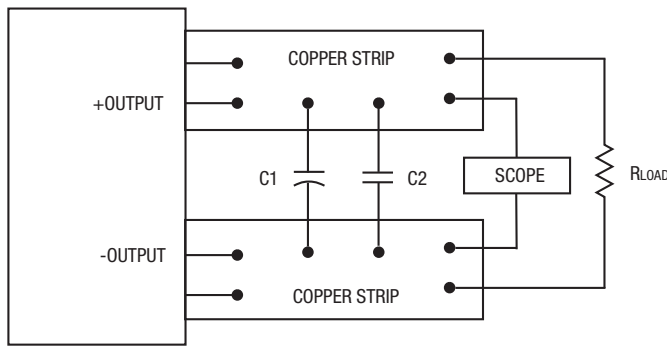 COPPER STRIP
+OUTPUT
C1
C2
SCOPE
RLOAD
-OUTPUT
COPPER STRIP